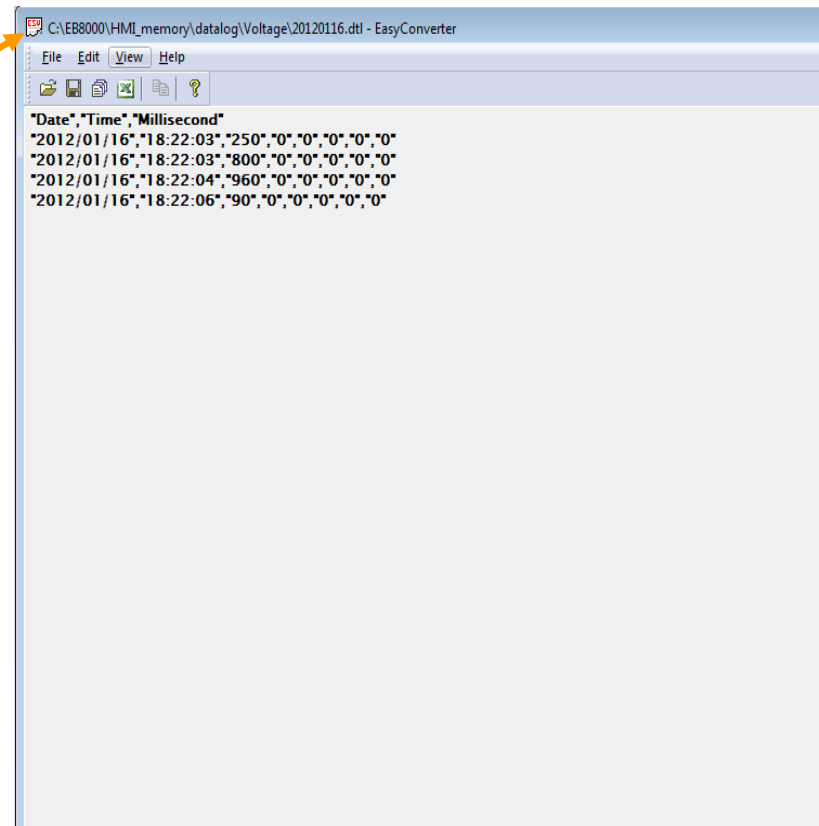 CSV
C:\EB8000\HMI_memory\datalog\Voltage\20120116.dtl - EasyConverter
File Edit View Help
"Date","Time","Millisecond"
"2012/01/16","18:22:03","250","0","0","0","0","0"
"2012/01/16","18:22:03","800","0","0","0","0","0"
"2012/01/16","18:22:04","960","0","0","0","0","0"
"2012/01/16","18:22:06","90","0","0","0","0","0"